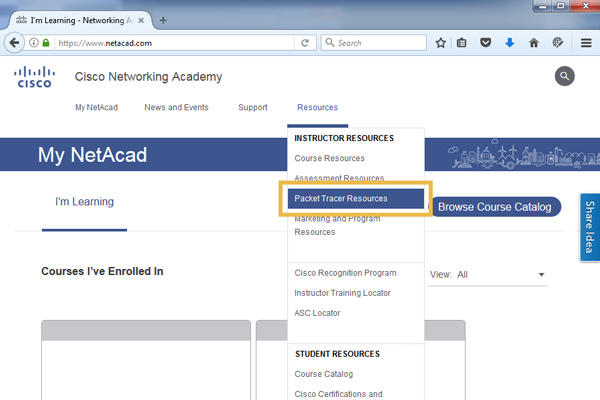 I'm Learning - Networking Ac
https://www.netacad.com
Search
CISCO
Cisco Networking Academy
My NetAcad
News and Events
Support
Resources
My NetAcad
INSTRUCTOR RESOURCES
Course Resources
Assessment Resources
Packet Tracer Resources
Marketing and Program
Resources
Cisco Recognition Program
Instructor Training Locator
ASC Locator
STUDENT RESOURCES
Course Catalog
Cisco Certifications and
I'm Learning
Browse Course Catalog
Share Idea
Courses I've Enrolled In
View: All